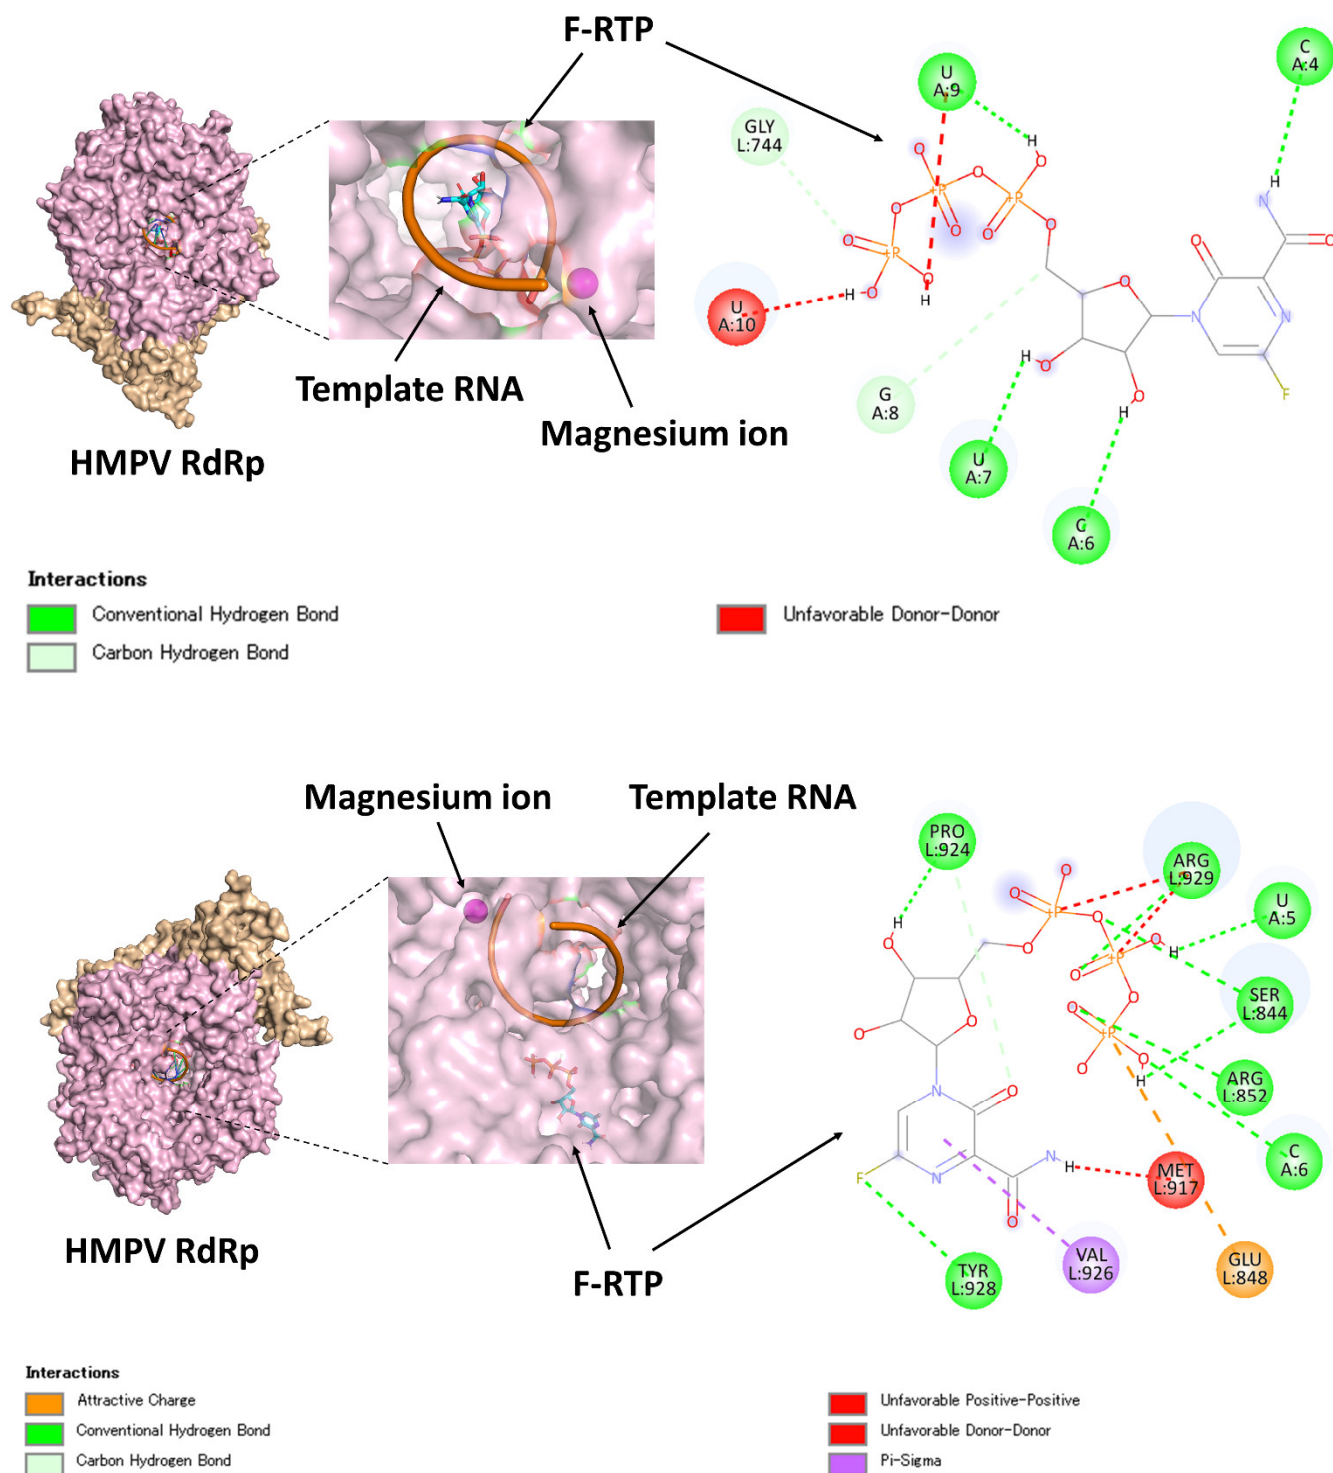 F-RTP
C
A:4
U
A:9
GLY
L:744
H
O
O
O
+P
+P
H
N
O
O
O
O
O
+P
O
O
O
O
N
N
H
O
O
H
U
A:10
H
O
H
O
F
Template RNA
G
A:8
H
Magnesium ion
HMPV RdRp
U
A:7
C
A:6
Interactions
Conventional Hydrogen Bond
Unfavorable Donor-Donor
Carbon Hydrogen Bond
Magnesium ion
Template RNA
PRO
L:924
ARG
L:929
O
O
+P
O
U
A:5
H
O
O
+P
O
H
O
SER
L:844
O
O
O
O
+P
O
O
H
ARG
L:852
N
O
C
A:6
F
N
N
H
O
MET
L:917
HMPV RdRp
F-RTP
TYR
L:928
VAL
L:926
GLU
L:848
Interactions
Attractive Charge
Unfavorable Positive-Positive
Conventional Hydrogen Bond
Unfavorable Donor-Donor
Carbon Hydrogen Bond
Pi-Sigma